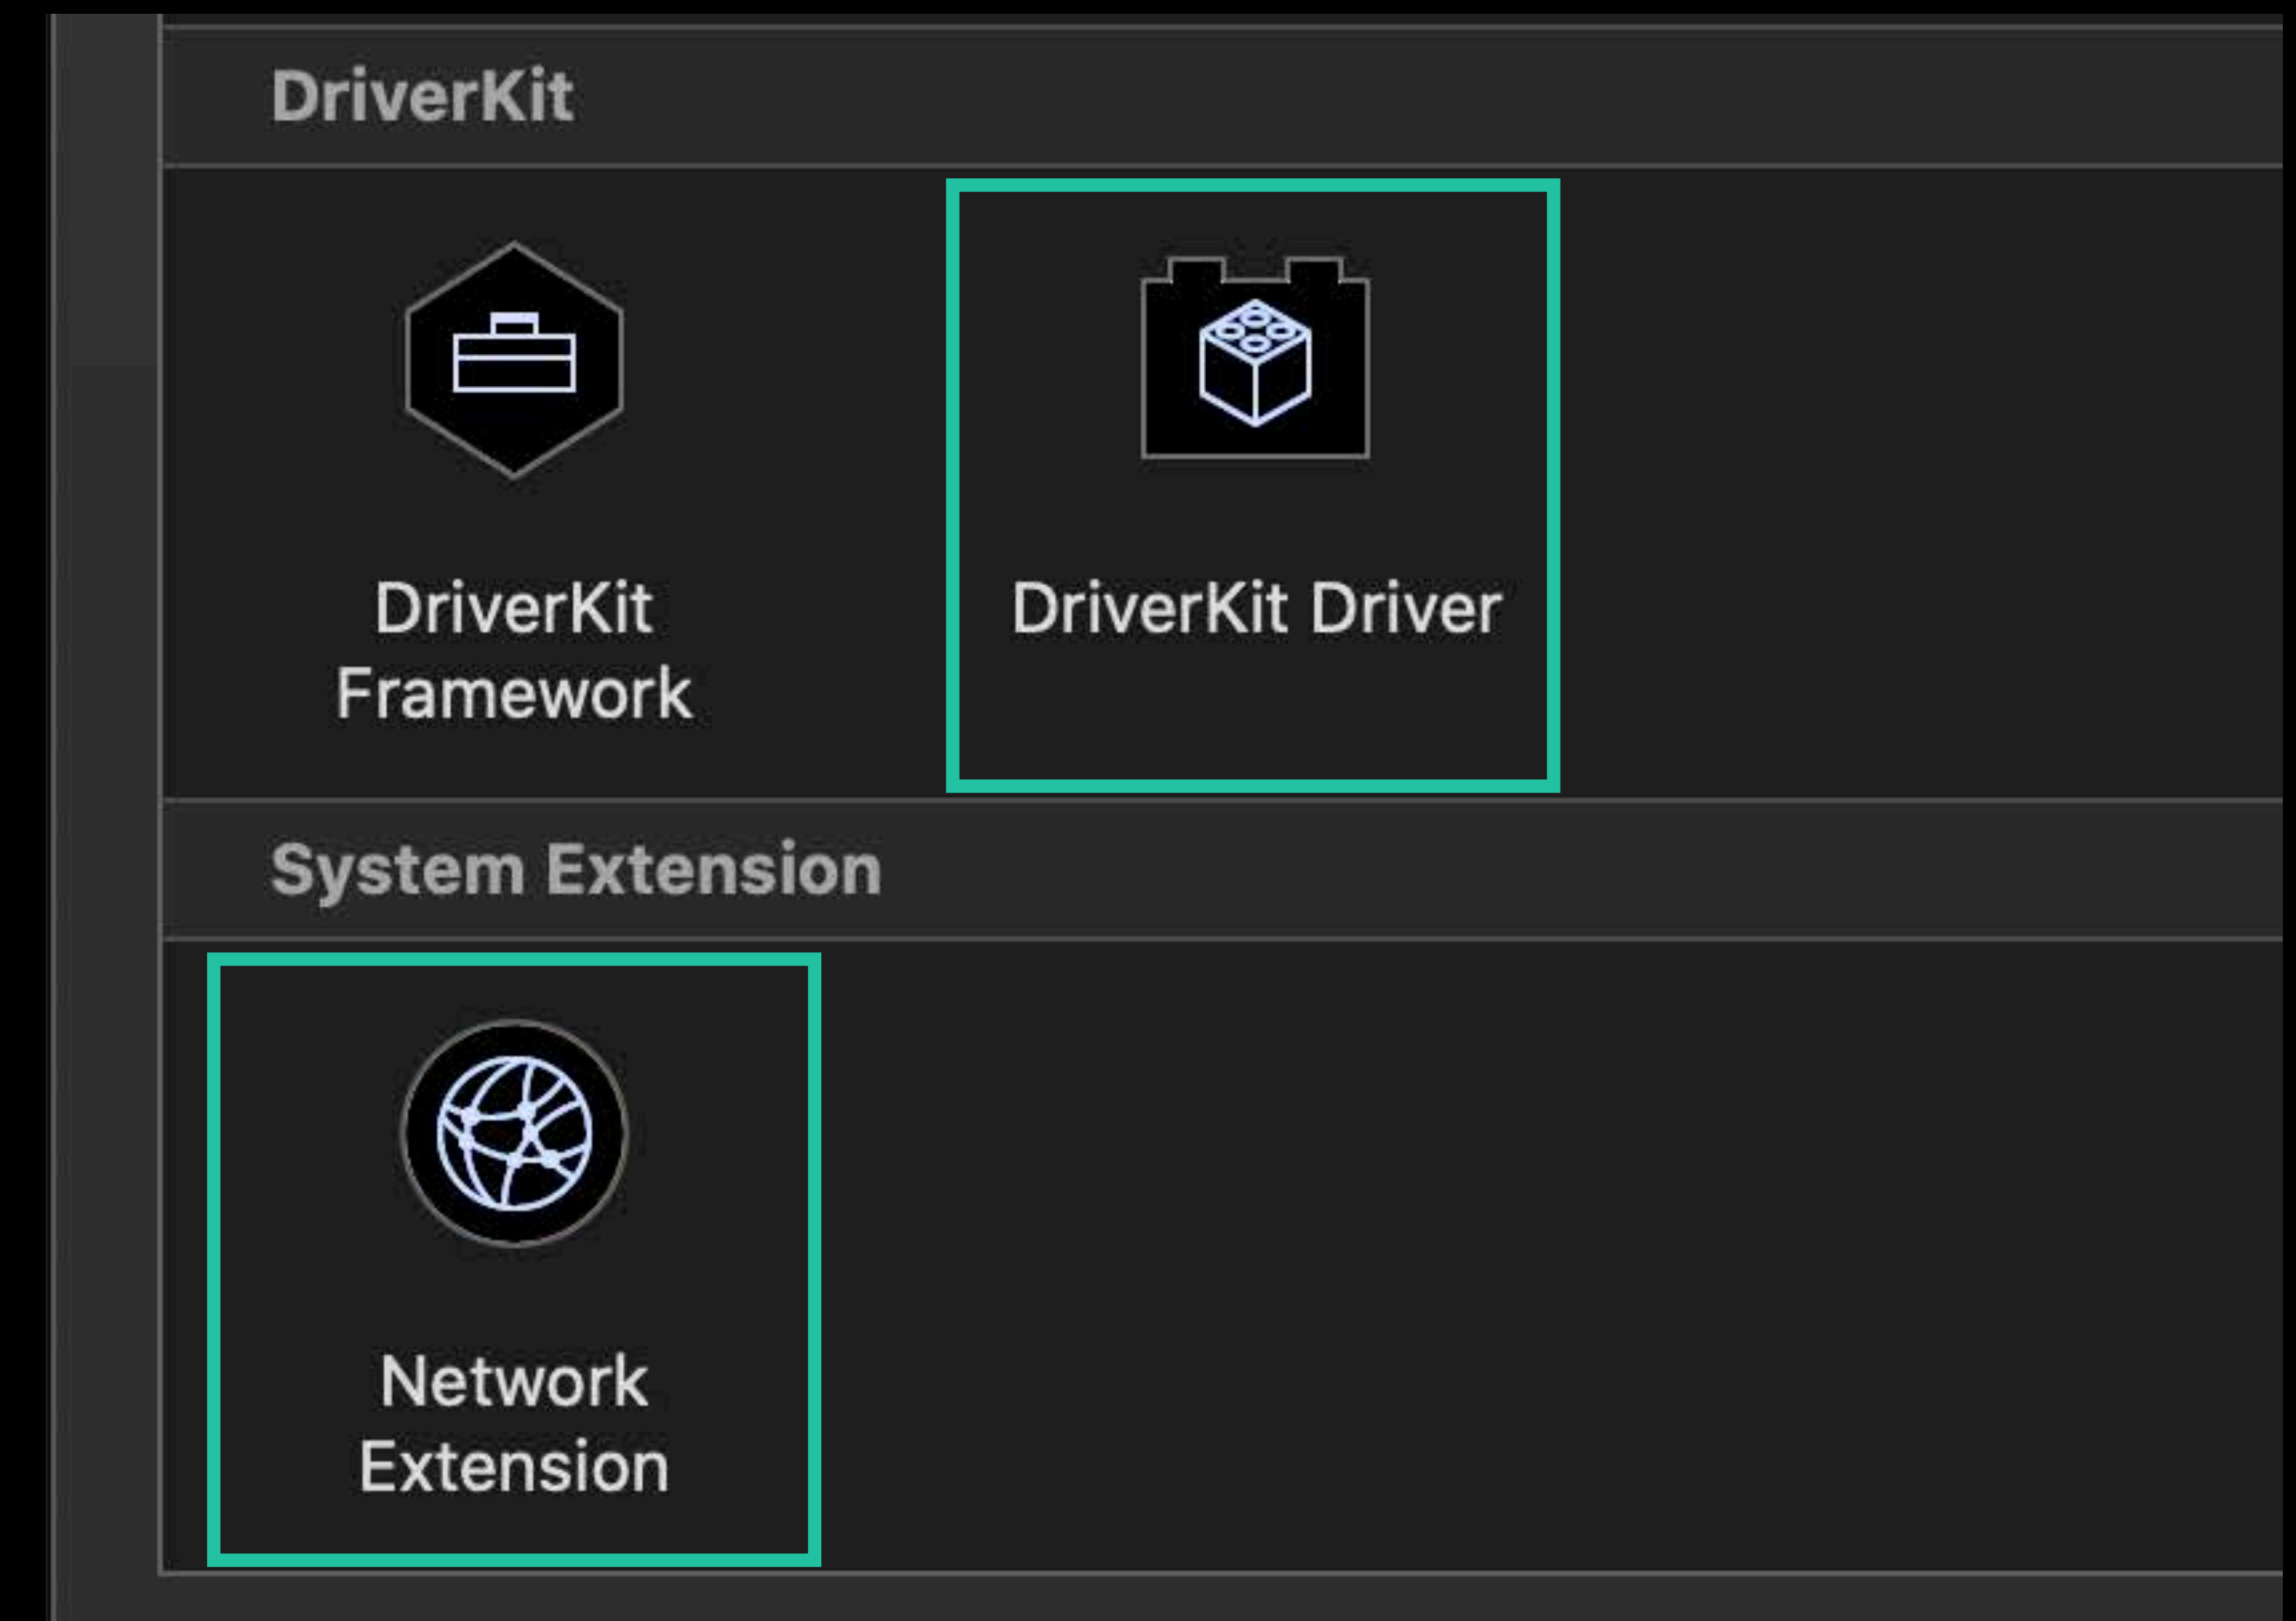 DriverKit
DriverKit
Framework
DriverKit Driver
System Extension
Network
Extension